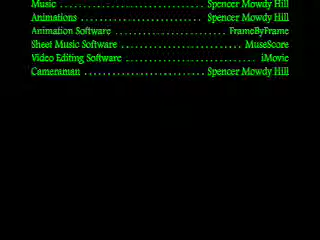 Music . . . . . . . . . . . . . . . . . . . . . . . . . Spencer Mowdy Hill
Animations . . . . . . . . . . . . . . . . . . . . . Spencer Mowdy Hill
Animation Software . . . . . . . . . . . . . . . . . . . . . FrameByFrame
Sheet Music Software . . . . . . . . . . . . . . . . . . . . . . . MuseScore
Video Editing Software . . . . . . . . . . . . . . . . . . . . . . . . . iMovie
Cameraman . . . . . . . . . . . . . . . . . . . . . . . Spencer Mowdy Hill